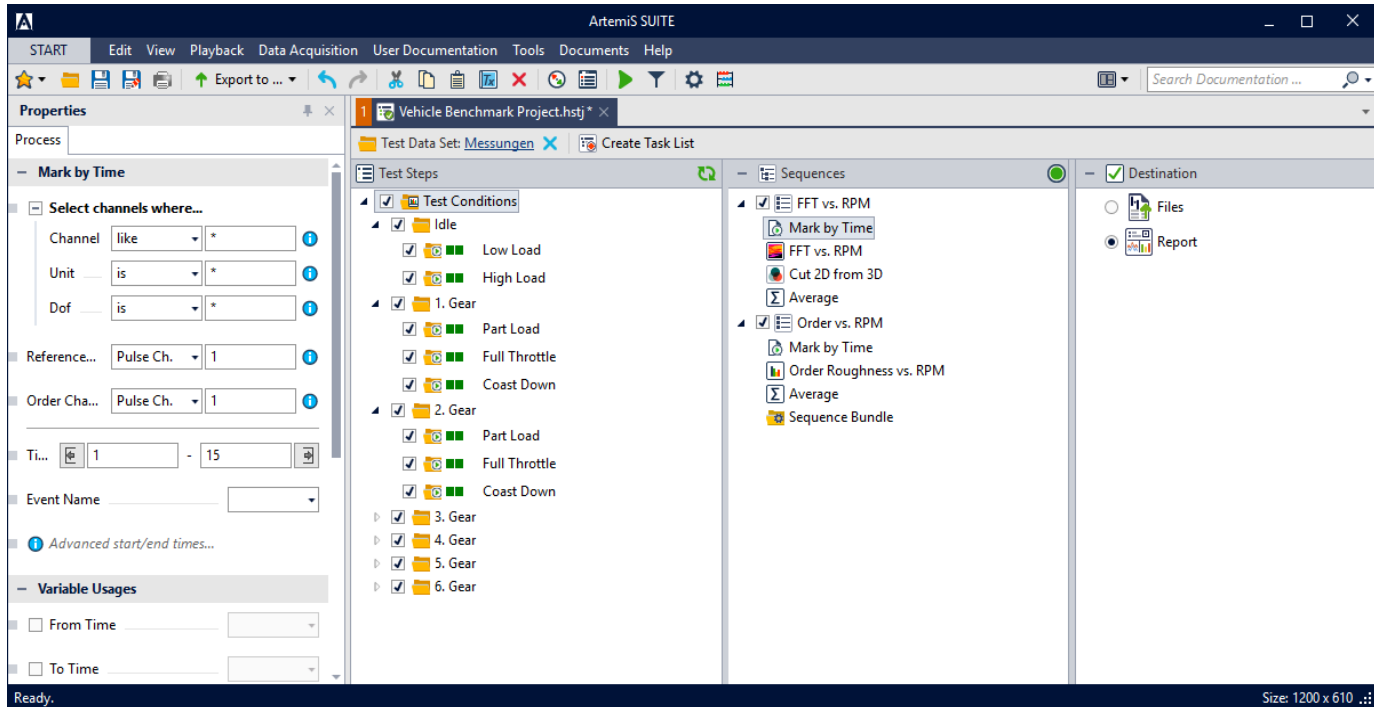 ArtemiS SUITE
START Edit View Playback Data Acquisition User Documentation Tools Documents Help
Export to ... Search Documentation ...
Properties
1 Vehicle Benchmark Project.hstj *
Process
Test Data Set: Messungen Create Task List
Mark by Time
Select channels where...
Channel like *
Unit is *
Dof is *
Reference... Pulse Ch. 1
Order Cha... Pulse Ch. 1
Ti... 1 - 15
Event Name
Advanced start/end times...
Variable Usages
From Time
To Time
Test Steps
Test Conditions
Idle
Low Load
High Load
1. Gear
Part Load
Full Throttle
Coast Down
2. Gear
Part Load
Full Throttle
Coast Down
3. Gear
4. Gear
5. Gear
6. Gear
Sequences
FFT vs. RPM
Mark by Time
FFT vs. RPM
Cut 2D from 3D
Σ Average
Order vs. RPM
Mark by Time
Order Roughness vs. RPM
Σ Average
Sequence Bundle
Destination
Files
Report
Ready. Size: 1200 x 610